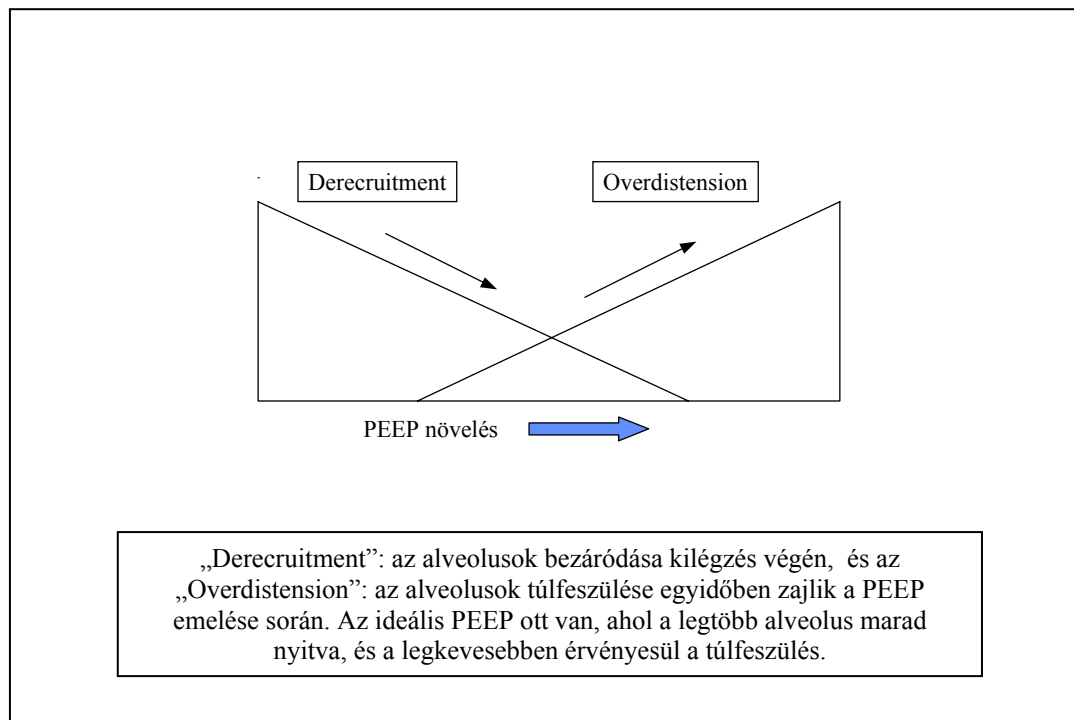 Derecruitment
Overdistension
PEEP növelés
„Derecruitment”: az alveolusok bezáródása kilégzés végén, és az
„Overdistension”: az alveolusok túlfeszülése egyidőben zajlik a PEEP
emelése során. Az ideális PEEP ott van, ahol a legtöbb alveolus marad
nyitva, és a legkevesebben érvényesül a túlfeszülés.